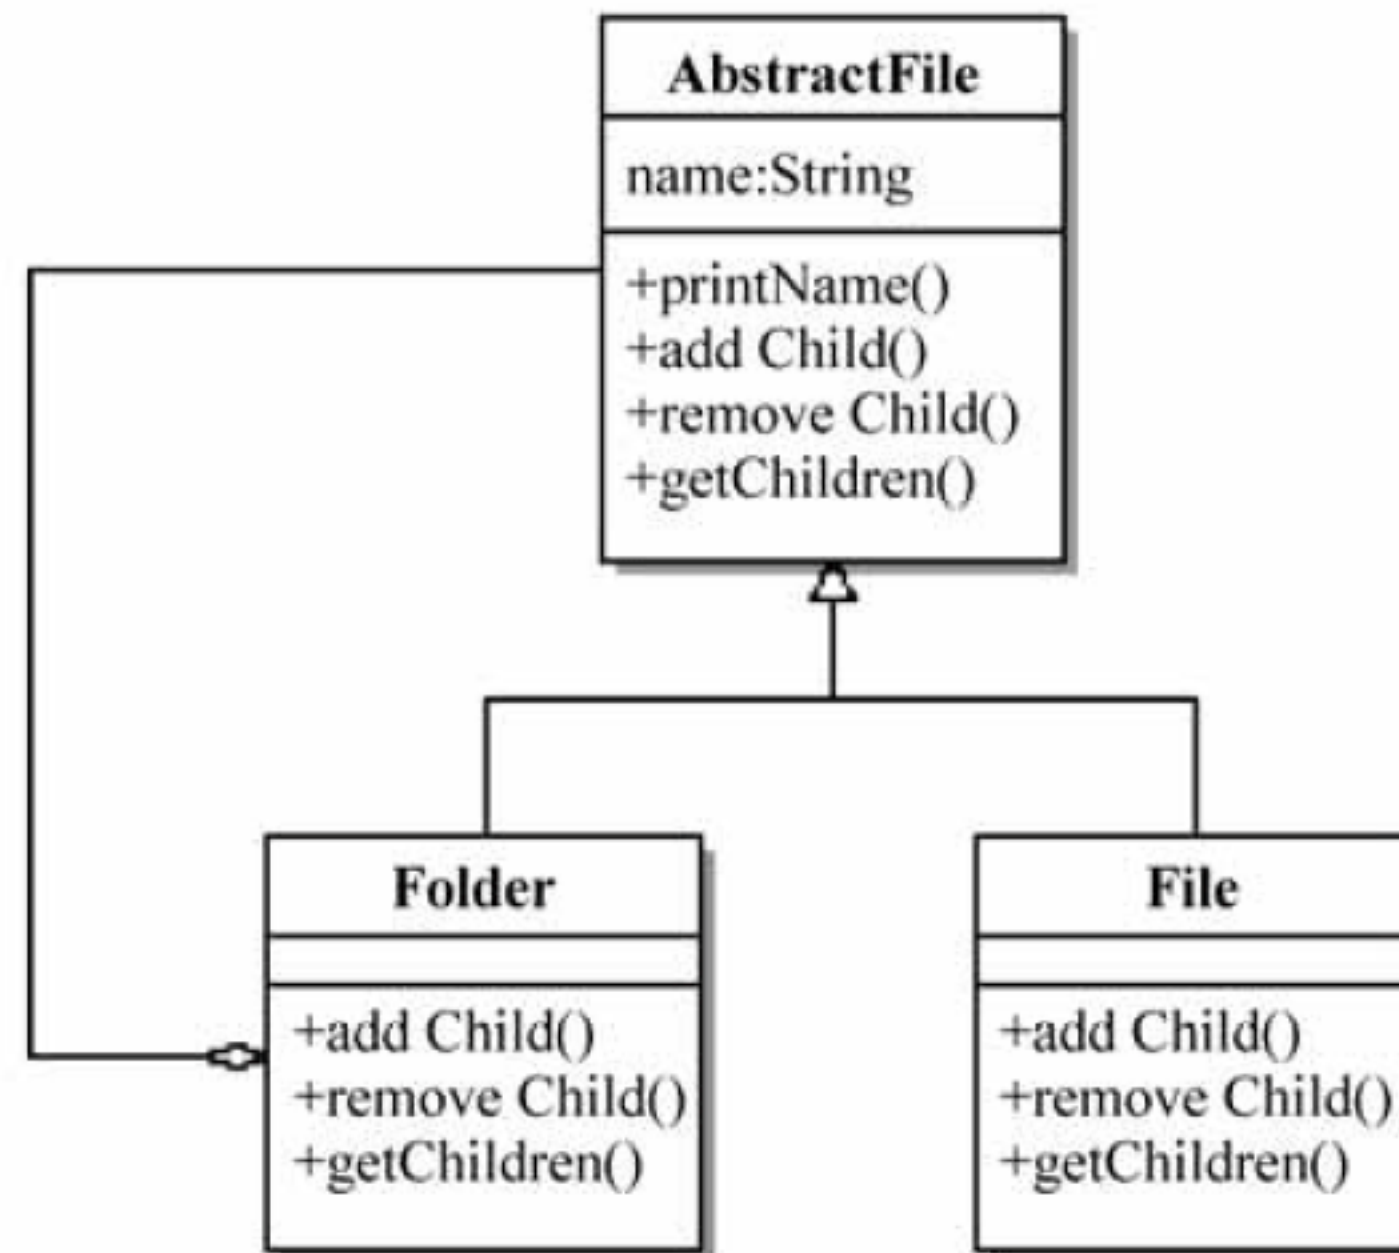 AbstractFile
name:String
+printName()
+add Child()
+remove Child()
+getChildren()
Folder
+add Child()
+remove Child()
+getChildren()
File
+add Child()
+remove Child()
+getChildren()